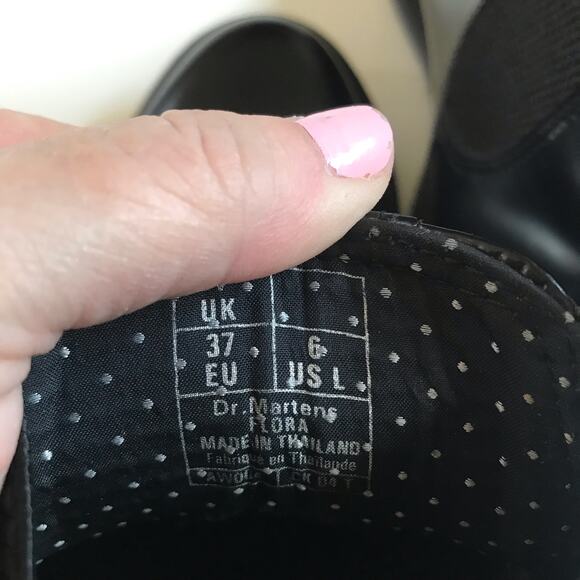 UK
37 6
EU US L
Dr. Martens
FLORA
MADE IN THAILAND
Fabriqué en Thaïlande